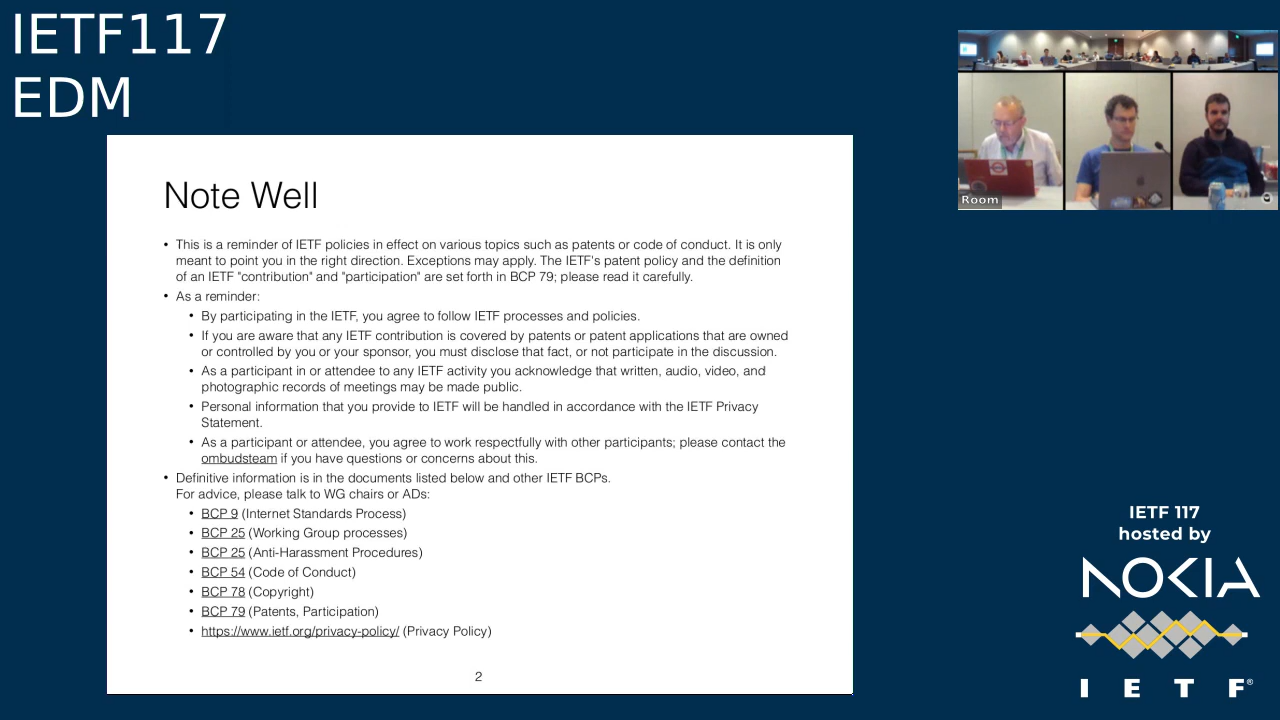 IETF117
EDM
Room
Note Well
• This is a reminder of IETF policies in effect on various topics such as patents or code of conduct. It is only
meant to point you in the right direction. Exceptions may apply. The IETF's patent policy and the definition
of an IETF "contribution" and "participation" are set forth in BCP 79; please read it carefully.
• As a reminder:
• By participating in the IETF, you agree to follow IETF processes and policies.
• If you are aware that any IETF contribution is covered by patents or patent applications that are owned
or controlled by you or your sponsor, you must disclose that fact, or not participate in the discussion.
• As a participant in or attendee to any IETF activity you acknowledge that written, audio, video, and
photographic records of meetings may be made public.
• Personal information that you provide to IETF will be handled in accordance with the IETF Privacy
Statement.
• As a participant or attendee, you agree to work respectfully with other participants; please contact the
ombudsteam if you have questions or concerns about this.
• Definitive information is in the documents listed below and other IETF BCPs.
For advice, please talk to WG chairs or ADs:
• BCP 9 (Internet Standards Process)
• BCP 25 (Working Group processes)
• BCP 25 (Anti-Harassment Procedures)
• BCP 54 (Code of Conduct)
• BCP 78 (Copyright)
• BCP 79 (Patents, Participation)
• https://www.ietf.org/privacy-policy/ (Privacy Policy)
2
IETF 117
hosted by
NOKIA
IETF®